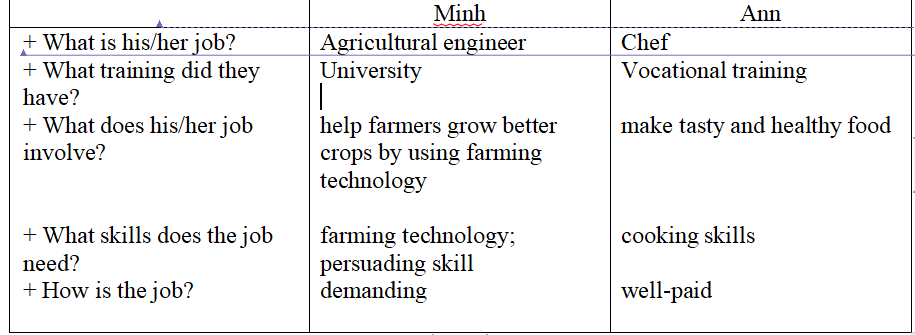 Minh Ann
+ What is his/her job? Agricultural engineer Chef
+ What training did they University Vocational training
have?
+ What does his/her job help farmers grow better make tasty and healthy food
involve? crops by using farming
technology
+ What skills does the job farming technology; cooking skills
need? persuading skill
+ How is the job? demanding well-paid